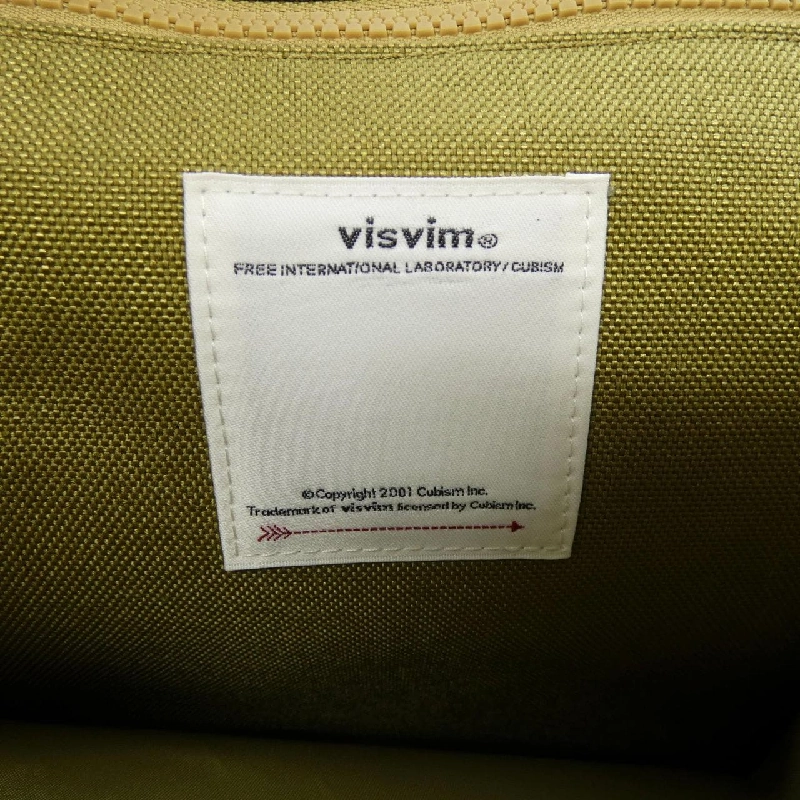 visvim®
FREE INTERNATIONAL LABORATORY/CUBISM
©Copyright 2001 Cubism Inc.
Trademark of visvim licensed by Cubism Inc.